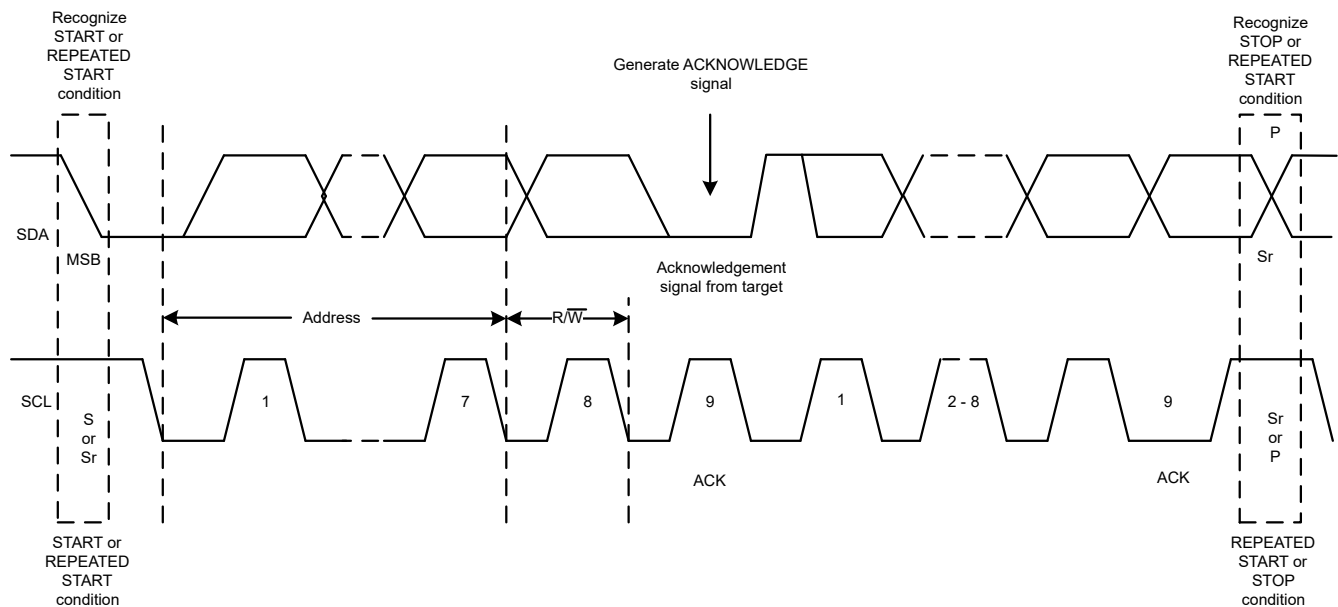 Recognize
START or
REPEATED
START
condition
Recognize
STOP or
REPEATED
START
condition
Generate ACKNOWLEDGE
signal
P
SDA
MSB
Acknowledgement
signal from target
Sr
Address
R/W̅
SCL
S
or
Sr
1
7
8
9
1
2 - 8
9
Sr
or
P
ACK
ACK
START or
REPEATED
START
condition
REPEATED
START or
STOP
condition